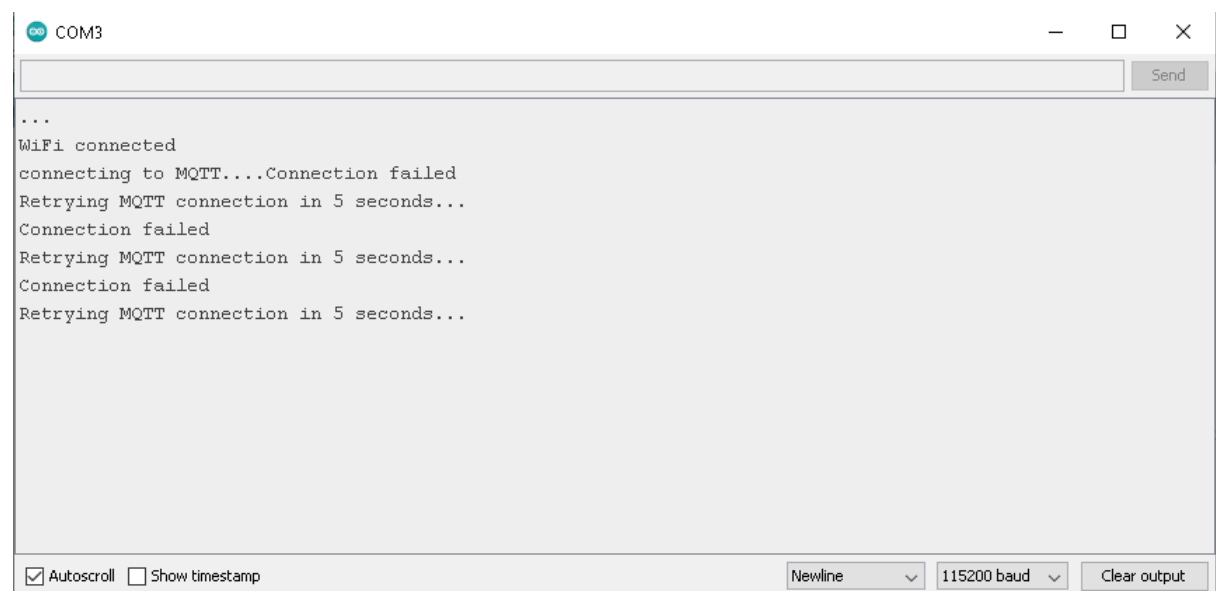 COM3
Send
...
WiFi connected
connecting to MQTT....Connection failed
Retrying MQTT connection in 5 seconds...
Connection failed
Retrying MQTT connection in 5 seconds...
Connection failed
Retrying MQTT connection in 5 seconds...
Autoscroll Show timestamp Newline 115200 baud Clear output